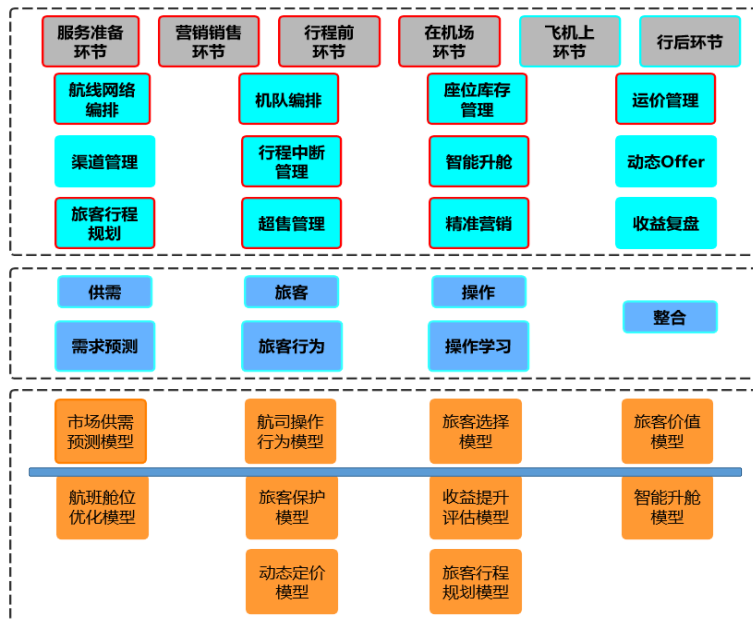 服务准备
环节
营销销售
环节
行程前
环节
在机场
环节
飞机上
环节
行后环节
航线网络
编排
机队编排
座位库存
管理
运价管理
渠道管理
行程中断
管理
智能升舱
动态Offer
旅客行程
规划
超售管理
精准营销
收益复盘
供需
旅客
操作
整合
需求预测
旅客行为
操作学习
市场供需
预测模型
航司操作
行为模型
旅客选择
模型
旅客价值
模型
航班舱位
优化模型
旅客保护
模型
收益提升
评估模型
智能升舱
模型
动态定价
模型
旅客行程
规划模型